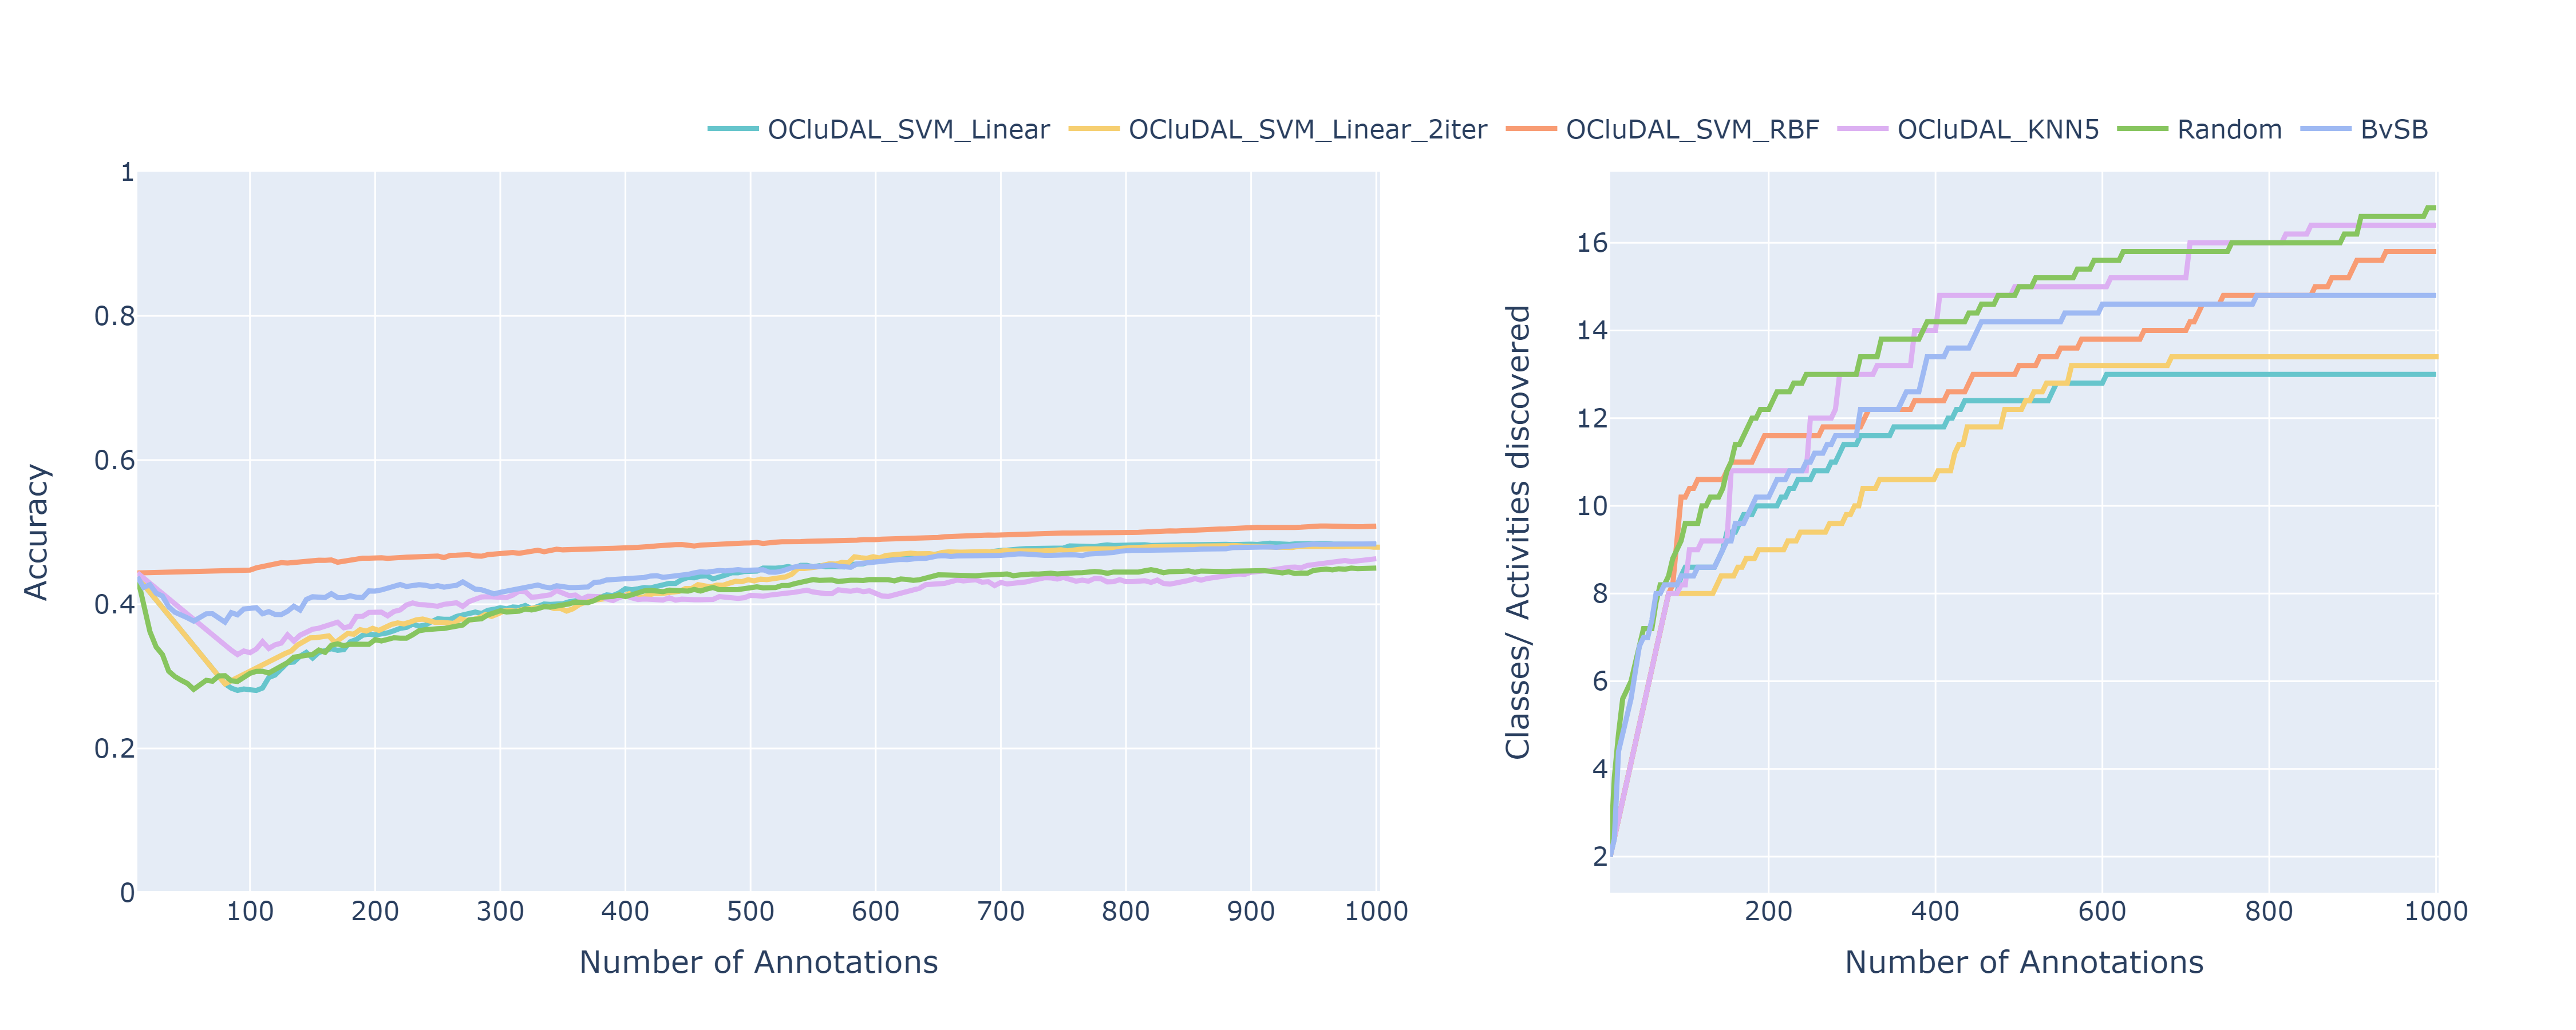 OCluDAL_SVM_Linear OCluDAL_SVM_Linear_2iter OCluDAL_SVM_RBF OCluDAL_KNN5 Random BvSB
Accuracy
1
0.8
0.6
0.4
0.2
0
100 200 300 400 500 600 700 800 900 1000
Number of Annotations
Classes/ Activities discovered
16
14
12
10
8
6
4
2
200 400 600 800 1000
Number of Annotations